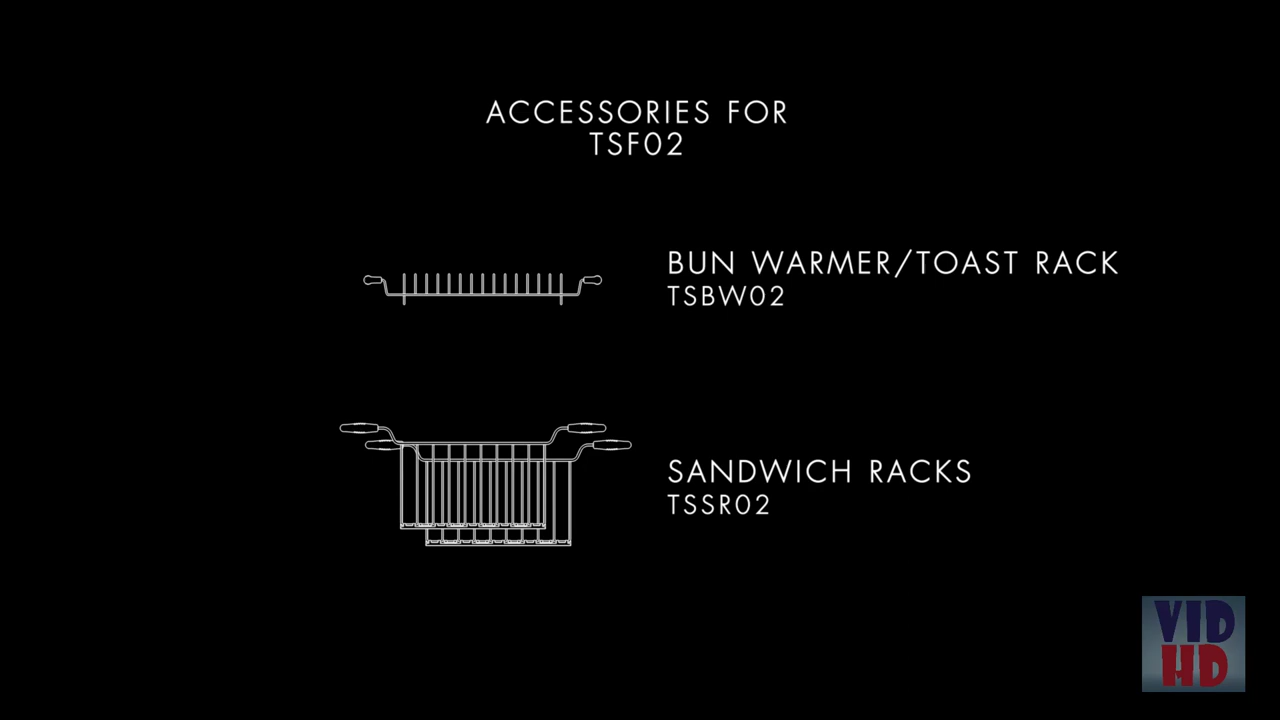 ACCESSORIES FOR
TSF02
BUN WARMER/TOAST RACK
TSBW02
SANDWICH RACKS
TSSR02
VID
HD